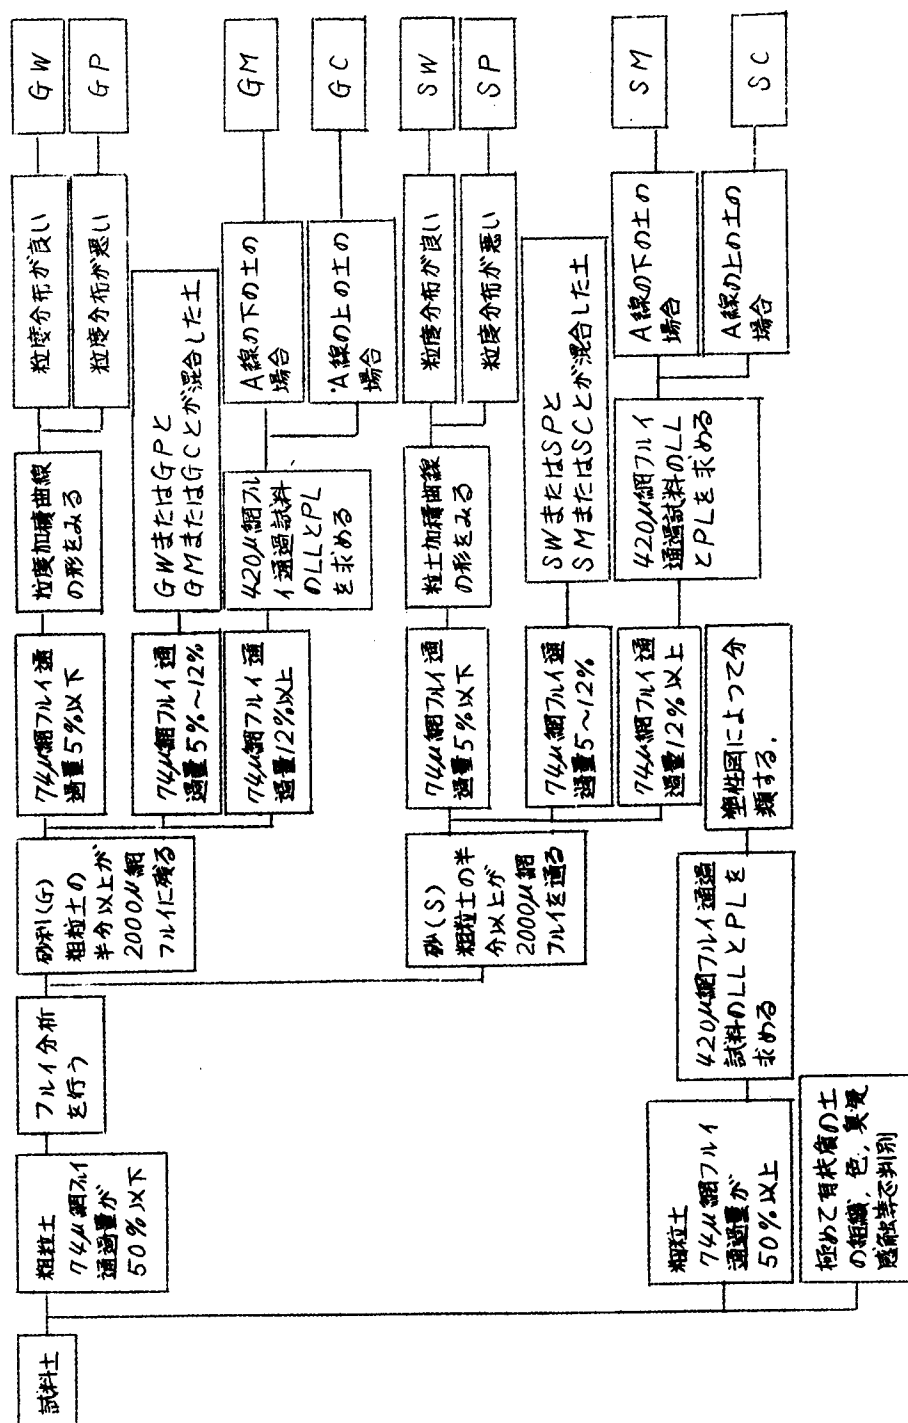 試料土
粗粒土
74μ網フルイ
通過量が
50%以下
フルイ分析
を行う
砂利(G)
粗粒土の
半分以上が
2000μ網
フルイに残る
74μ網フルイ通
過量5%以下
粒度加積曲線
の形をみる
粒度分布が良い
GW
粒度分布が悪い
GP
74μ網フルイ通
過量5%~12%
GWまたはGPと
GMまたはGCとが混合した土
74μ網フルイ通
過量12%以上
420μ網フル
イ通過試料
のLLとPL
を求める
A線の下の土の
場合
GM
A線の上の土の
場合
GC
砂(S)
粗粒土の半
分以上が
2000μ網
フルイを通る
74μ網フルイ通
過量5%以下
粒土加積曲線
の形をみる
粒度分布が良い
SW
粒度分布が悪い
SP
74μ網フルイ通
過量5~12%
SWまたはSPと
SMまたはSCとが混合した土
74μ網フルイ通
過量12%以上
420μ網フルイ
通過試料のLL
とPLを求める
A線の下の土の
場合
SM
A線の上の土の
場合
SC
粗粒土
74μ網フルイ
通過量が
50%以上
420μ網フルイ通過
試料のLLとPLを
求める
塑性図によって分
類する.
極めて有機質の土
の組織,色,臭
感触等で判別